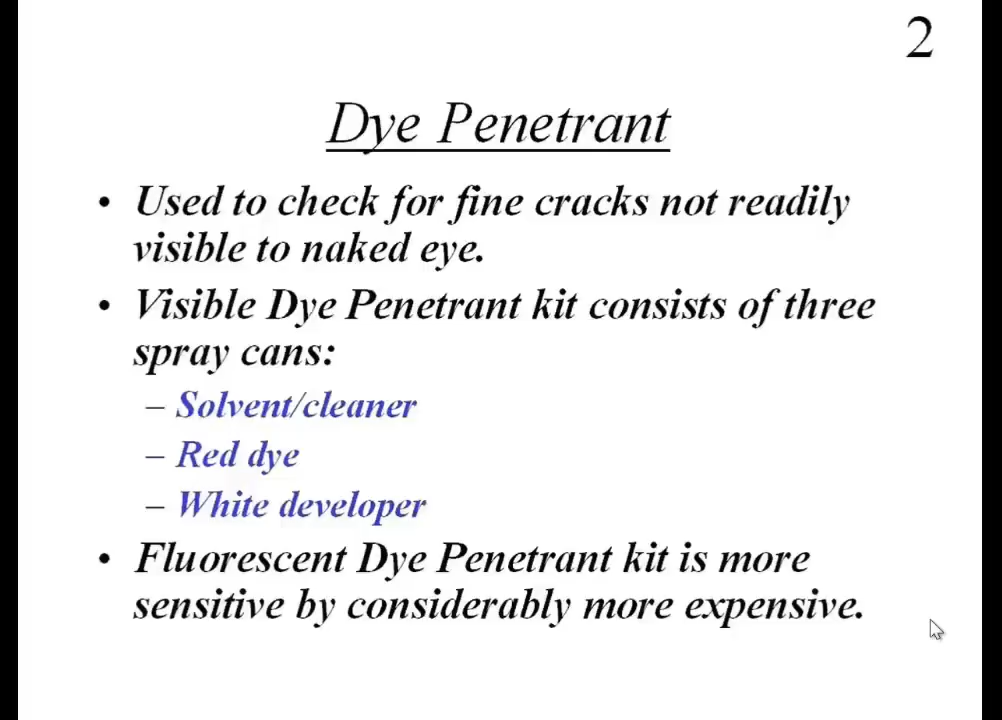 2
Dye Penetrant
• Used to check for fine cracks not readily
visible to naked eye.
• Visible Dye Penetrant kit consists of three
spray cans:
– Solvent/cleaner
– Red dye
– White developer
• Fluorescent Dye Penetrant kit is more
sensitive by considerably more expensive.